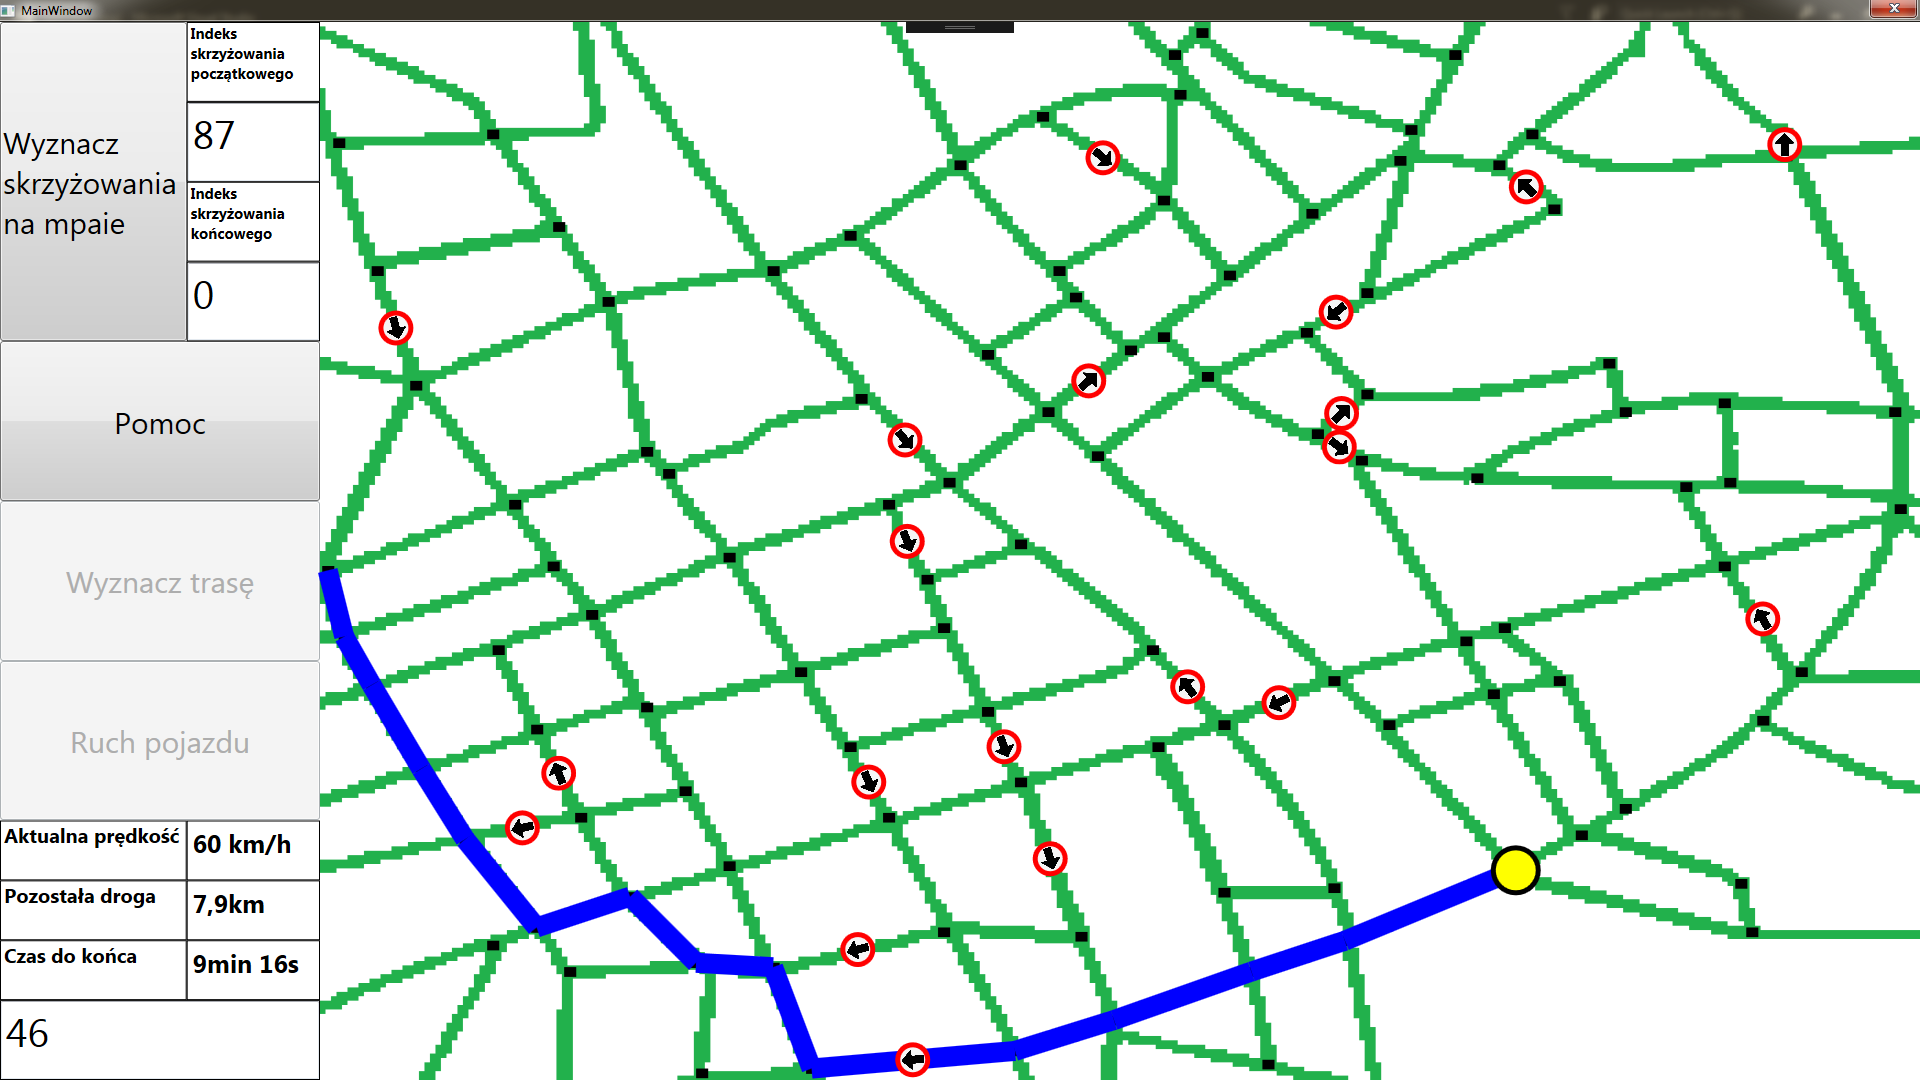 MainWindow
Wyznacz
skrzyżowania
na mpaie
Indeks
skrzyżowania
początkowego
87
Indeks
skrzyżowania
końcowego
0
Pomoc
Wyznacz trasę
Ruch pojazdu
Aktualna prędkość
60 km/h
Pozostała droga
7,9km
Czas do końca
9min 16s
46